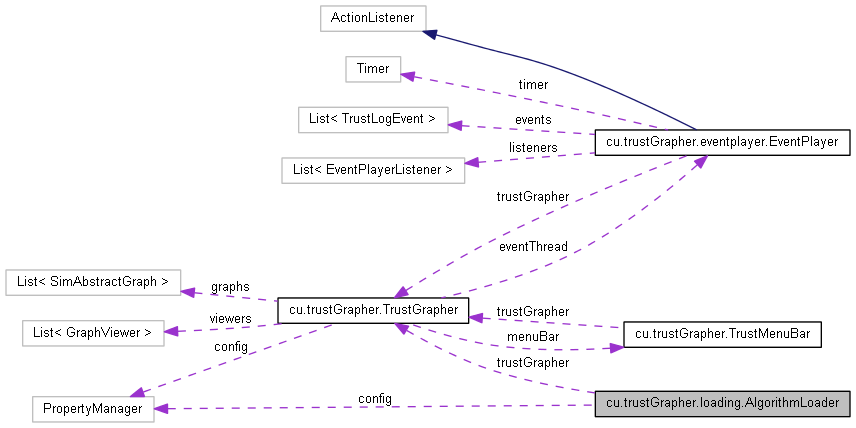 ActionListener
Timer
timer
List< TrustLogEvent >
events
cu.trustGrapher.eventplayer.EventPlayer
listeners
List< EventPlayerListener >
trustGrapher
eventThread
List< SimAbstractGraph >
graphs
cu.trustGrapher.TrustGrapher
trustGrapher
viewers
List< GraphViewer >
cu.trustGrapher.TrustMenuBar
menuBar
config
trustGrapher
config
PropertyManager
cu.trustGrapher.loading.AlgorithmLoader